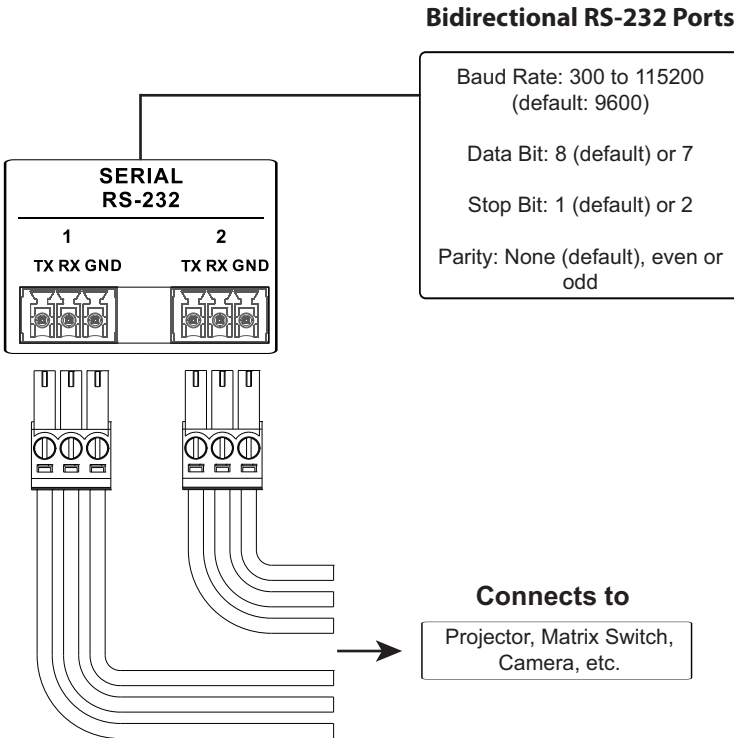 Bidirectional RS-232 Ports
Baud Rate: 300 to 115200
(default: 9600)
Data Bit: 8 (default) or 7
Stop Bit: 1 (default) or 2
Parity: None (default), even or
odd
SERIAL
RS-232
1
2
TX RX GND
TX RX GND
Connects to
Projector, Matrix Switch,
Camera, etc.